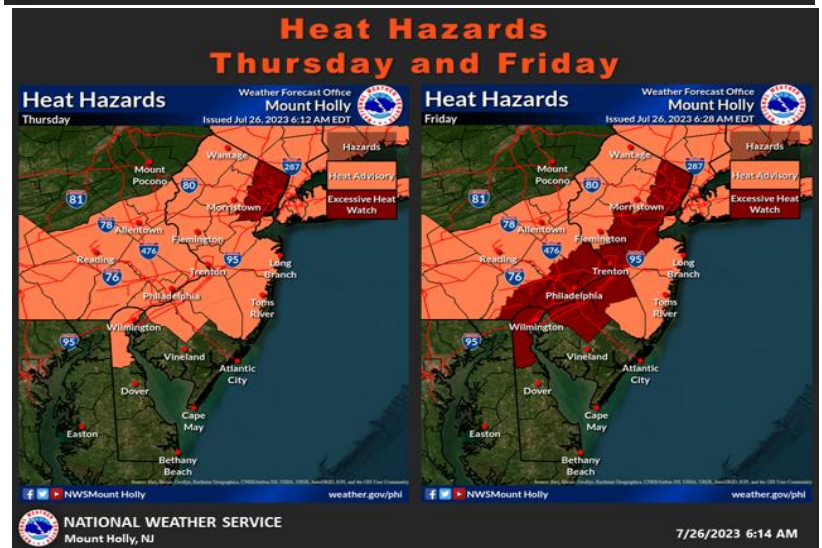 Heat Hazards
Thursday and Friday
Heat Hazards
Thursday
Weather Forecast Office
Mount Holly
Issued Jul 26, 2023 6:12 AM EDT
Hazards
Heat Advisory
Excessive Heat
Watch
Wantage
287
Mount
Pocono
80
81
Morristown
78
Allentown
Flemington
476
Reading
95
Long
Branch
76
Trenton
Philadelphia
Toms
River
Wilmington
95
Vineland
Atlantic
City
Dover
Cape
May
Easton
Bethany
Beach
NWSMount Holly
weather.gov/phi
Heat Hazards
Friday
Weather Forecast Office
Mount Holly
Issued Jul 26, 2023 6:28 AM EDT
Hazards
Heat Advisory
Excessive Heat
Watch
Wantage
287
Mount
Pocono
80
81
Morristown
78
Allentown
Flemington
476
Reading
95
Long
Branch
76
Trenton
Philadelphia
Toms
River
Wilmington
95
Vineland
Atlantic
City
Dover
Cape
May
Easton
Bethany
Beach
NWSMount Holly
weather.gov/phi
NATIONAL WEATHER SERVICE
Mount Holly, NJ
7/26/2023 6:14 AM